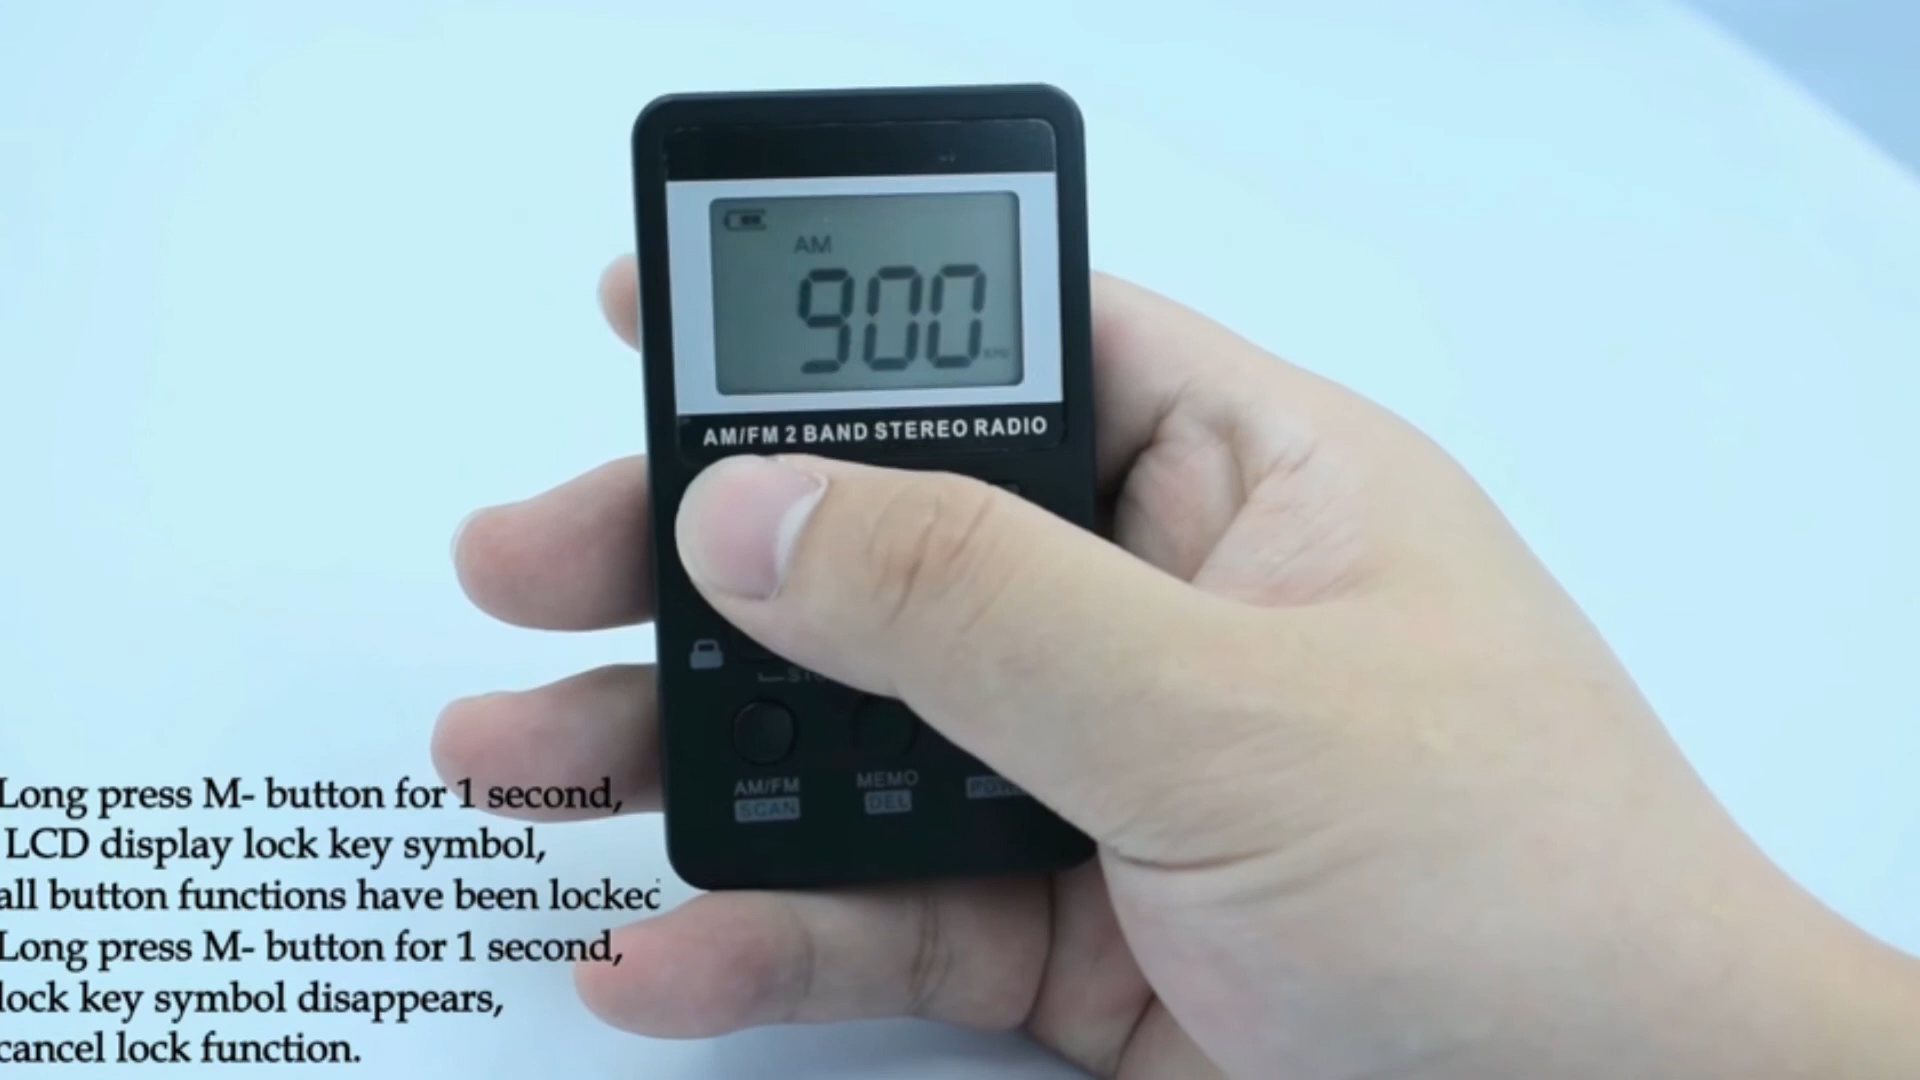 AM
900
AM/FM 2 BAND STEREO RADIO
AM/FM
SCAN
MEMO
DEL
Long press M- button for 1 second,
LCD display lock key symbol,
all button functions have been locked
Long press M- button for 1 second,
lock key symbol disappears,
cancel lock function.